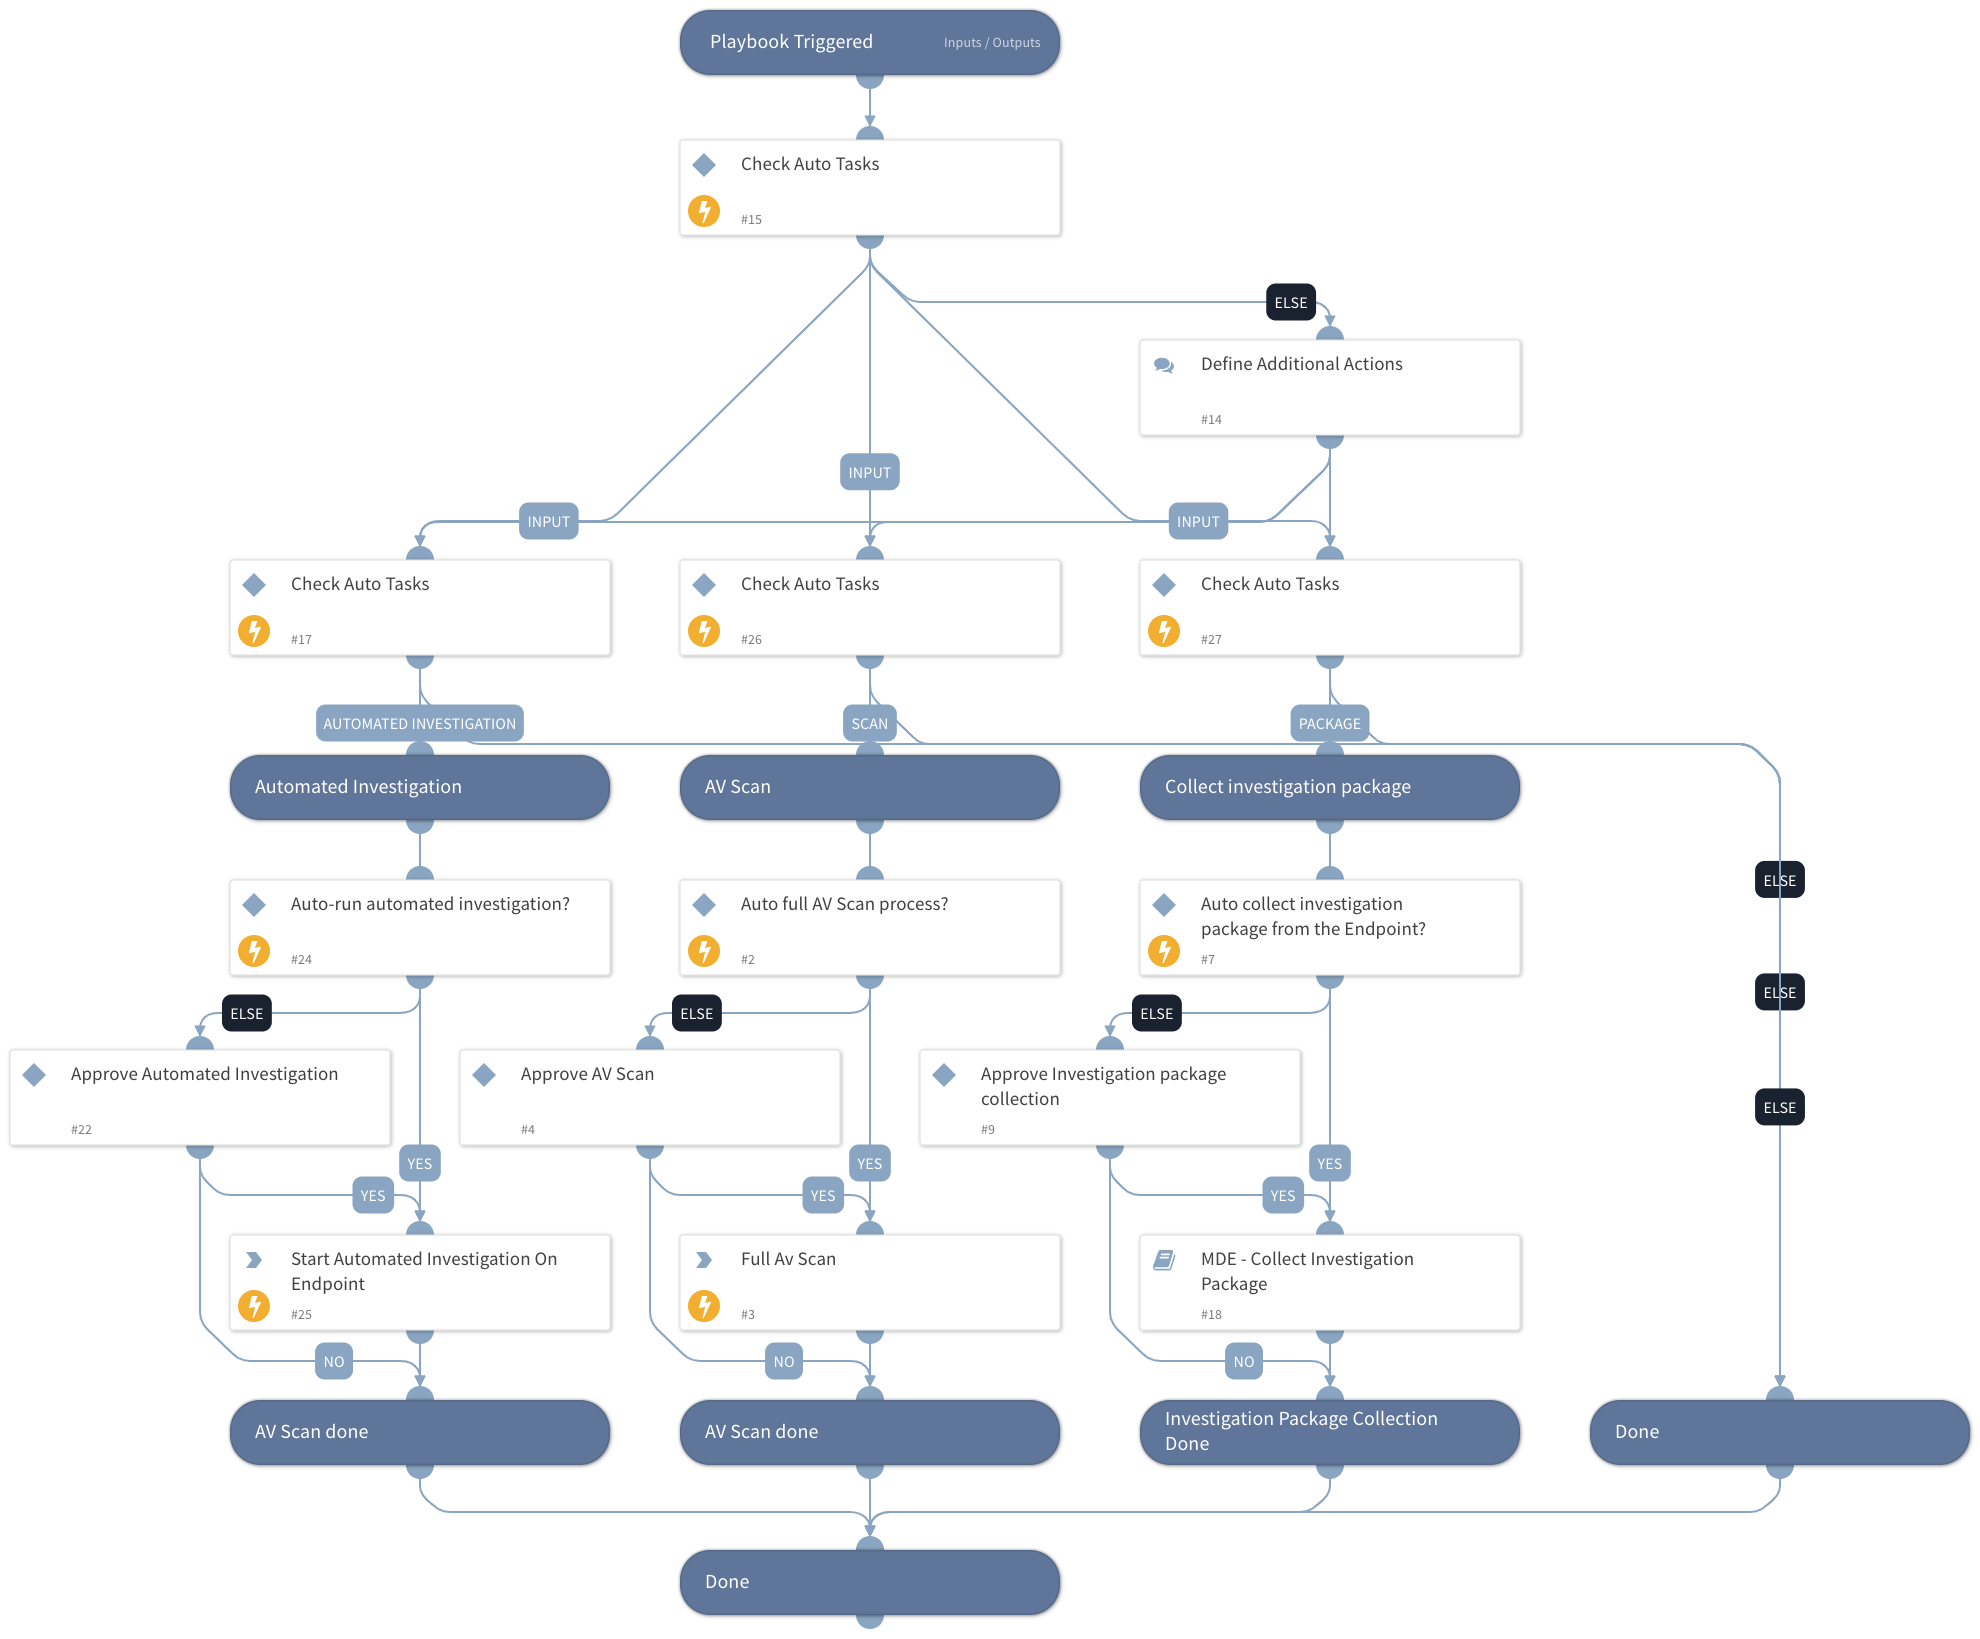 Playbook Triggered
Inputs / Outputs
Check Auto Tasks
#15
ELSE
Define Additional Actions
#14
INPUT
INPUT
INPUT
Check Auto Tasks
#17
Check Auto Tasks
#26
Check Auto Tasks
#27
AUTOMATED INVESTIGATION
SCAN
PACKAGE
Automated Investigation
AV Scan
Collect investigation package
Auto-run automated investigation?
#24
Auto full AV Scan process?
#2
Auto collect investigation
package from the Endpoint?
#7
ELSE
ELSE
ELSE
ELSE
ELSE
ELSE
Approve Automated Investigation
#22
Approve AV Scan
#4
Approve Investigation package
collection
#9
YES
YES
YES
YES
YES
YES
Start Automated Investigation On
Endpoint
#25
Full Av Scan
#3
MDE - Collect Investigation
Package
#18
NO
NO
NO
AV Scan done
AV Scan done
Investigation Package Collection
Done
Done
Done